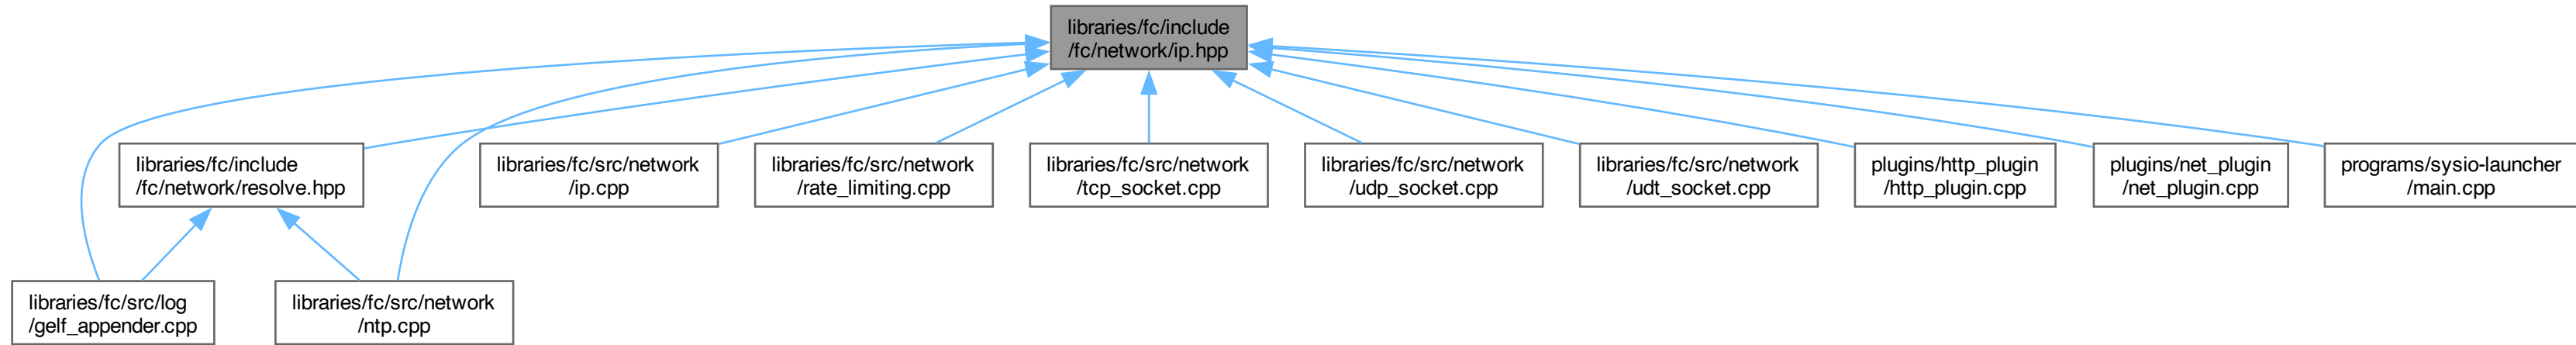 libraries/fc/include
/fc/network/ip.hpp
libraries/fc/include
/fc/network/resolve.hpp
libraries/fc/src/network
/ip.cpp
libraries/fc/src/network
/rate_limiting.cpp
libraries/fc/src/network
/tcp_socket.cpp
libraries/fc/src/network
/udp_socket.cpp
libraries/fc/src/network
/udt_socket.cpp
plugins/http_plugin
/http_plugin.cpp
plugins/net_plugin
/net_plugin.cpp
programs/sysio-launcher
/main.cpp
libraries/fc/src/log
/gelf_appender.cpp
libraries/fc/src/network
/ntp.cpp